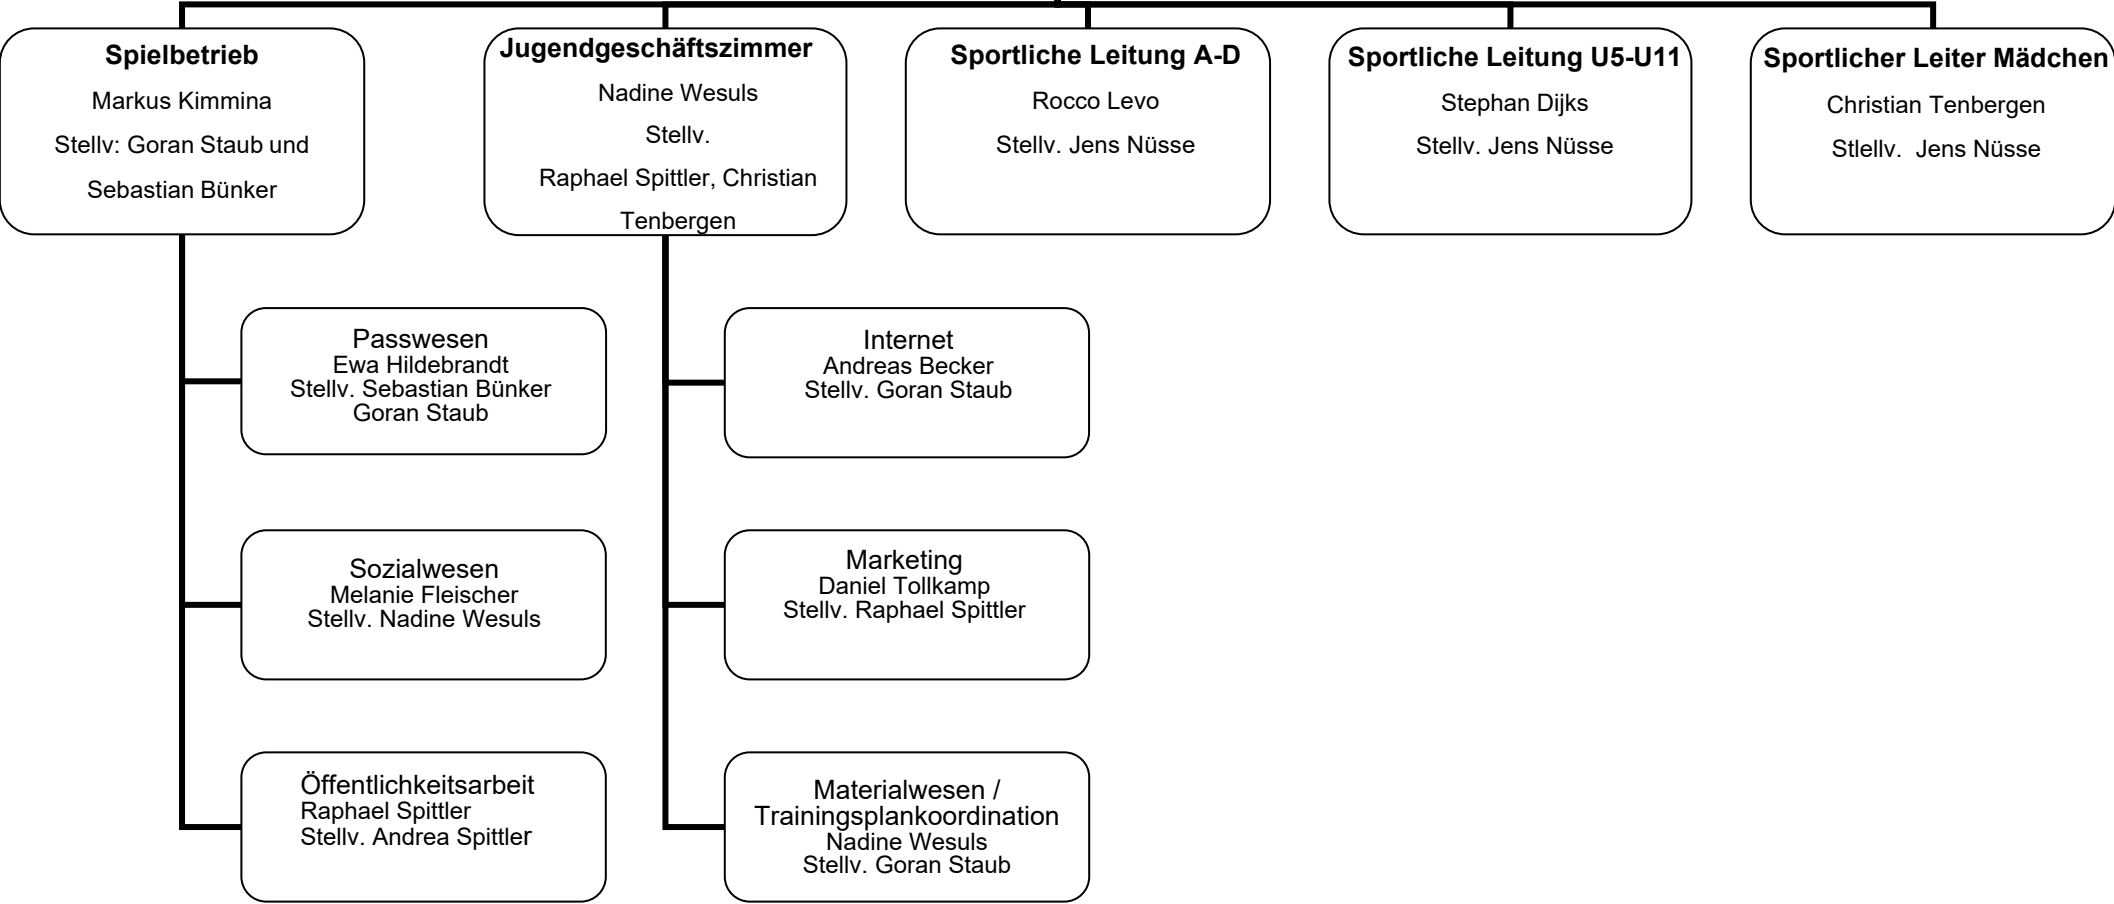 Spielbetrieb
Markus Kimmina
Stellv: Goran Staub und
Sebastian Bünker
Jugendgeschäftszimmer
Nadine Wesuls
Stellv.
Raphael Spittler, Christian
Tenbergen
Sportliche Leitung A-D
Rocco Levo
Stellv. Jens Nüsse
Sportliche Leitung U5-U11
Stephan Dijks
Stellv. Jens Nüsse
Sportlicher Leiter Mädchen
Christian Tenbergen
Stlellv. Jens Nüsse
Passwesen
Ewa Hildebrandt
Stellv. Sebastian Bünker
Goran Staub
Internet
Andreas Becker
Stellv. Goran Staub
Sozialwesen
Melanie Fleischer
Stellv. Nadine Wesuls
Marketing
Daniel Tollkamp
Stellv. Raphael Spittler
Öffentlichkeitsarbeit
Raphael Spittler
Stellv. Andrea Spittler
Materialwesen /
Trainingsplankoordination
Nadine Wesuls
Stellv. Goran Staub